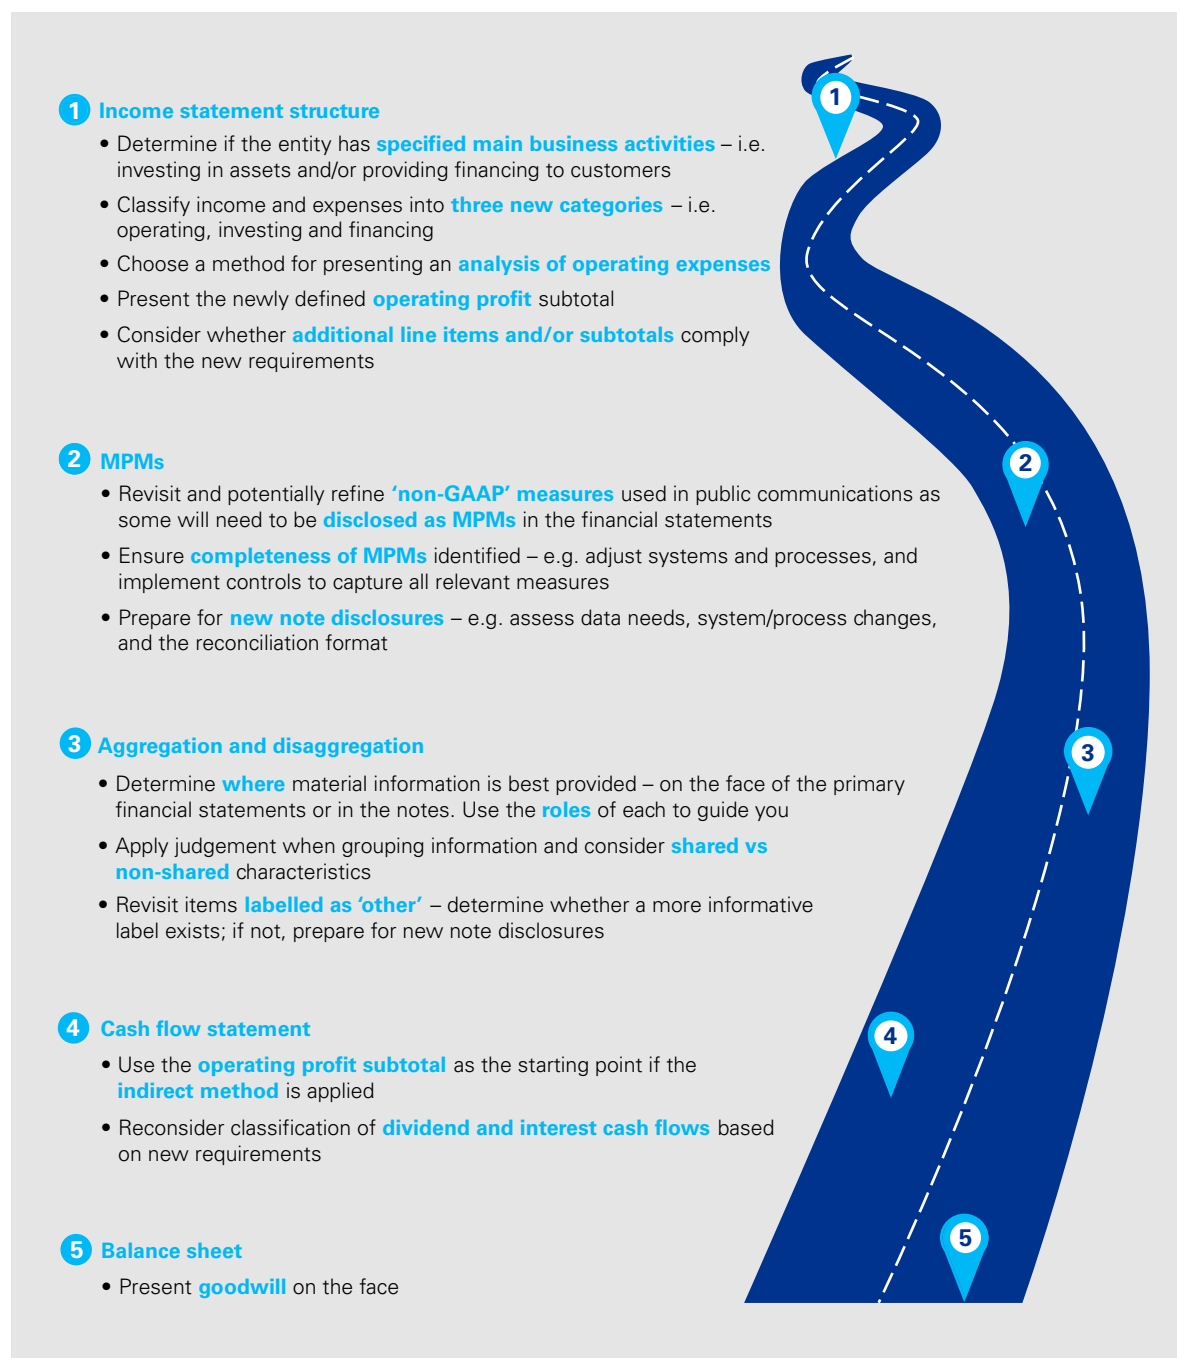 1 Income statement structure
• Determine if the entity has specified main business activities – i.e.
investing in assets and/or providing financing to customers
• Classify income and expenses into three new categories – i.e.
operating, investing and financing
• Choose a method for presenting an analysis of operating expenses
• Present the newly defined operating profit subtotal
• Consider whether additional line items and/or subtotals comply
with the new requirements
2 MPMs
• Revisit and potentially refine ‘non-GAAP’ measures used in public communications as
some will need to be disclosed as MPMs in the financial statements
• Ensure completeness of MPMs identified – e.g. adjust systems and processes, and
implement controls to capture all relevant measures
• Prepare for new note disclosures – e.g. assess data needs, system/process changes,
and the reconciliation format
3 Aggregation and disaggregation
• Determine where material information is best provided – on the face of the primary
financial statements or in the notes. Use the roles of each to guide you
• Apply judgement when grouping information and consider shared vs
non-shared characteristics
• Revisit items labelled as ‘other’ – determine whether a more informative
label exists; if not, prepare for new note disclosures
4 Cash flow statement
• Use the operating profit subtotal as the starting point if the
indirect method is applied
• Reconsider classification of dividend and interest cash flows based
on new requirements
5 Balance sheet
• Present goodwill on the face
1
2
3
4
5